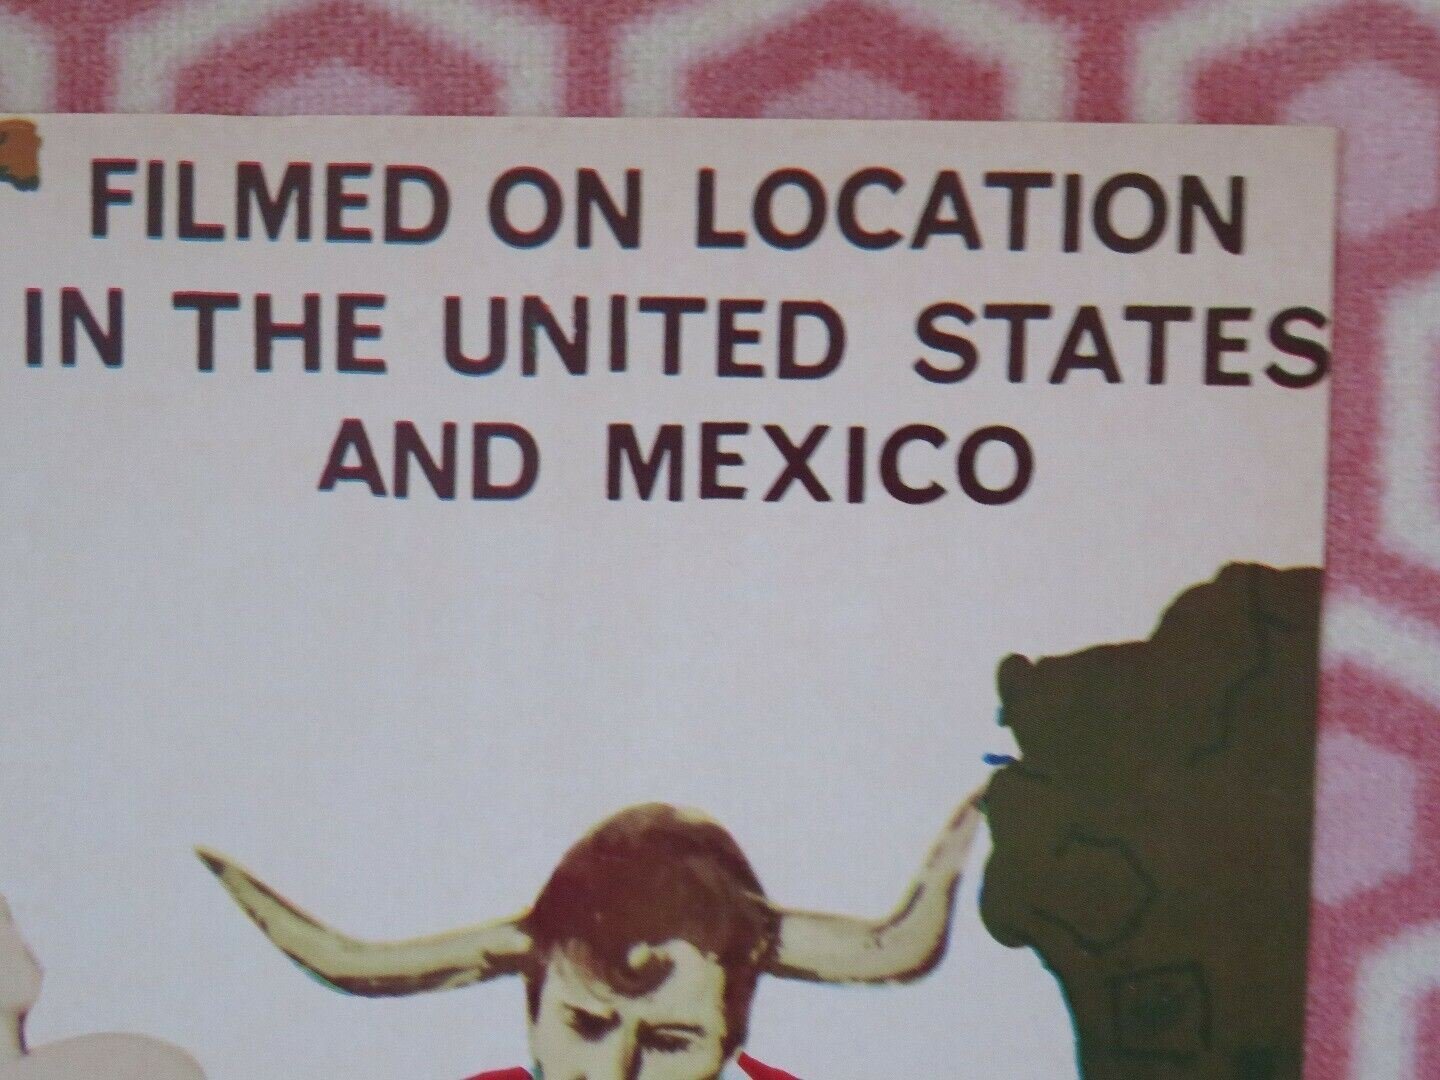 FILMED ON LOCATION
IN THE UNITED STATES
AND MEXICO